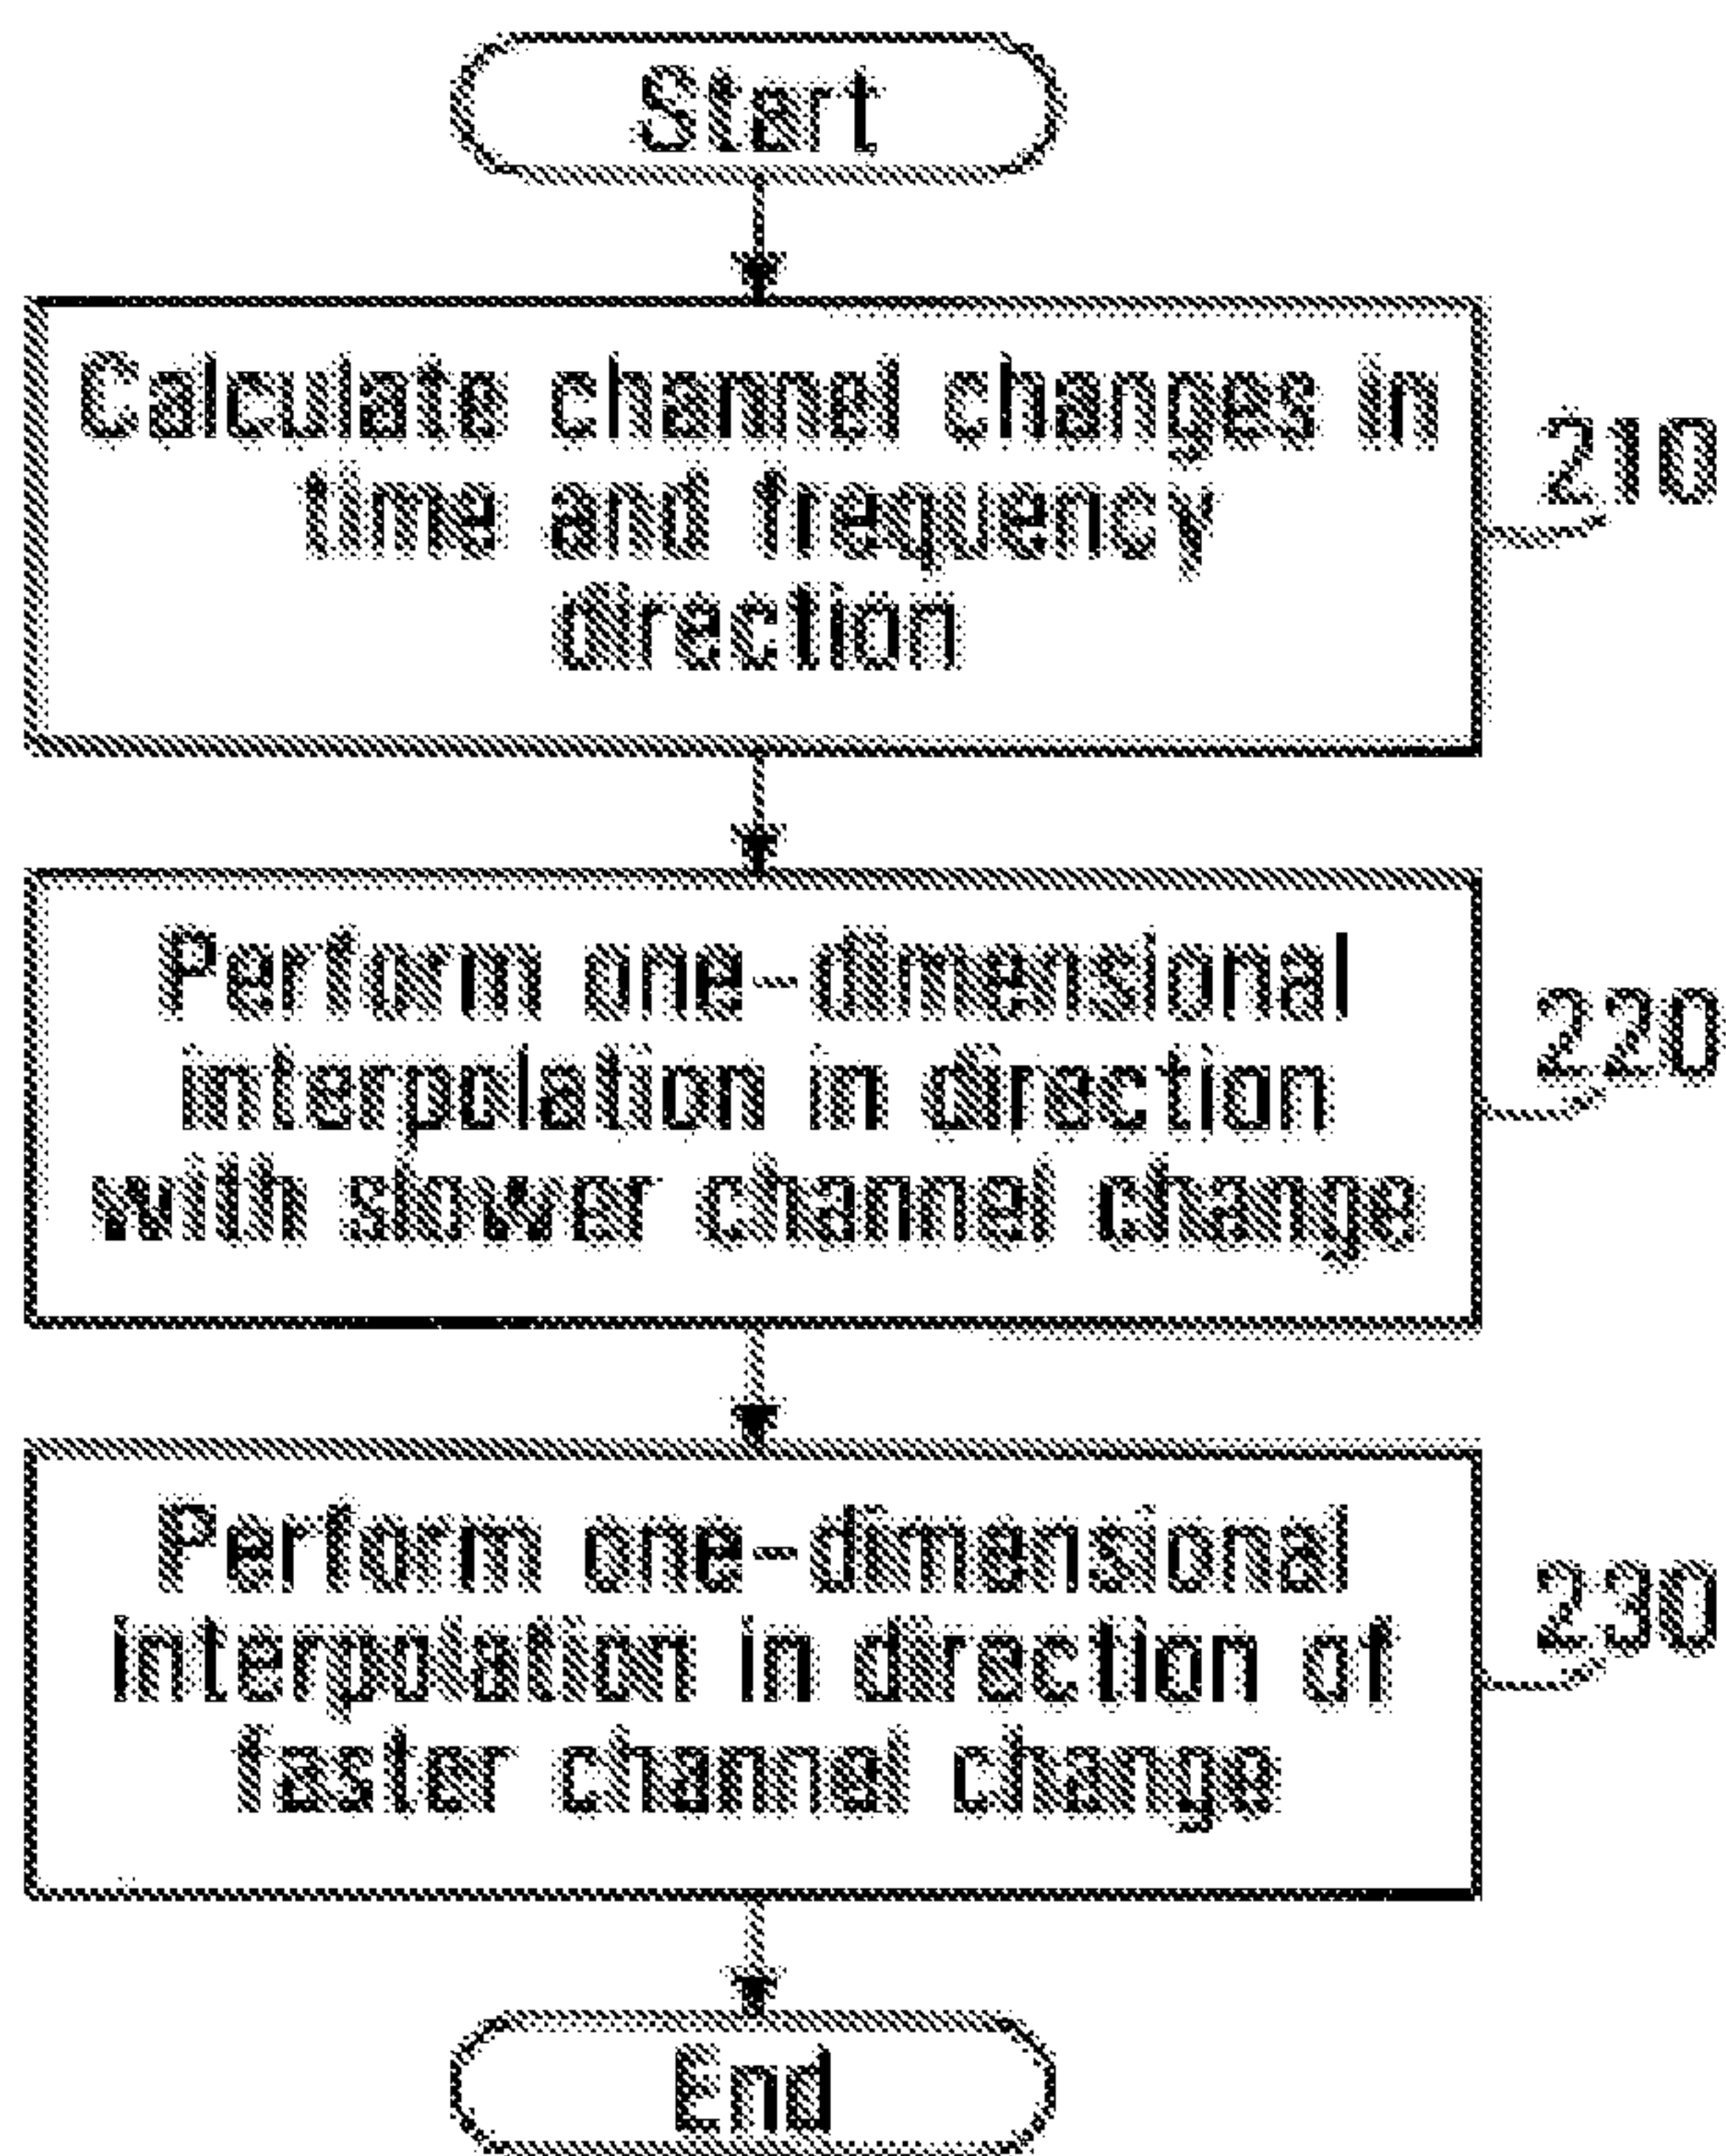 Start
Calculate channel changes in
time and frequency
direction
210
Perform one-dimensional
interpolation in direction
with slower channel change
220
Perform one-dimensional
interpolation in direction of
faster channel change
230
End